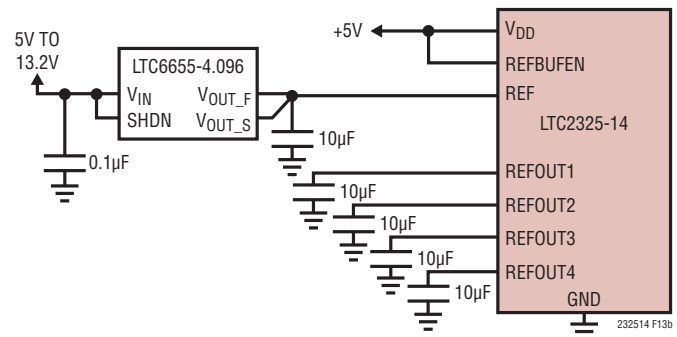 5V TO
13.2V
LTC6655-4.096
VIN
SHDN
VOUT_F
VOUT_S
0.1µF
10µF
+5V
VDD
REFBUFEN
REF
LTC2325-14
REFOUT1
10µF
REFOUT2
10µF
REFOUT3
10µF
REFOUT4
10µF
GND
232514 F13b